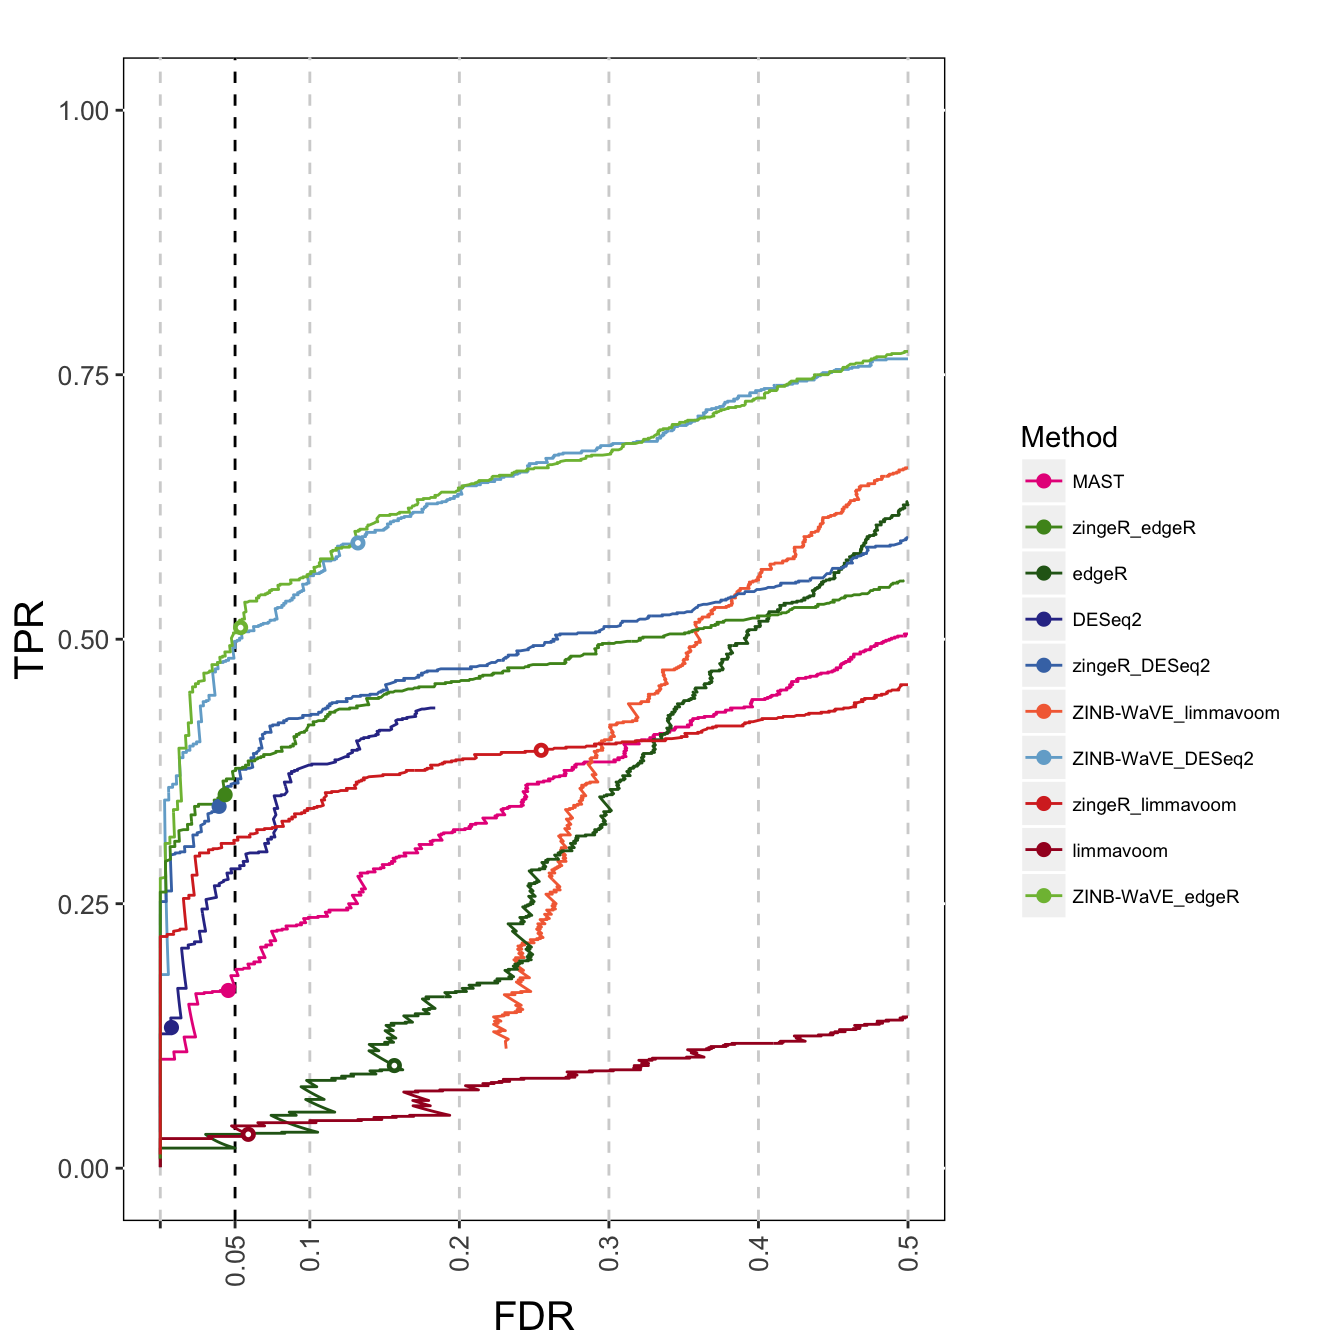 1.00
0.75
0.50
0.25
0.00
TPR
0.05
0.1
0.2
0.3
0.4
0.5
FDR
Method
MAST
zingeR_edgeR
edgeR
DESeq2
zingeR_DESeq2
ZINB-WaVE_limmavoom
ZINB-WaVE_DESeq2
zingeR_limmavoom
limmavoom
ZINB-WaVE_edgeR